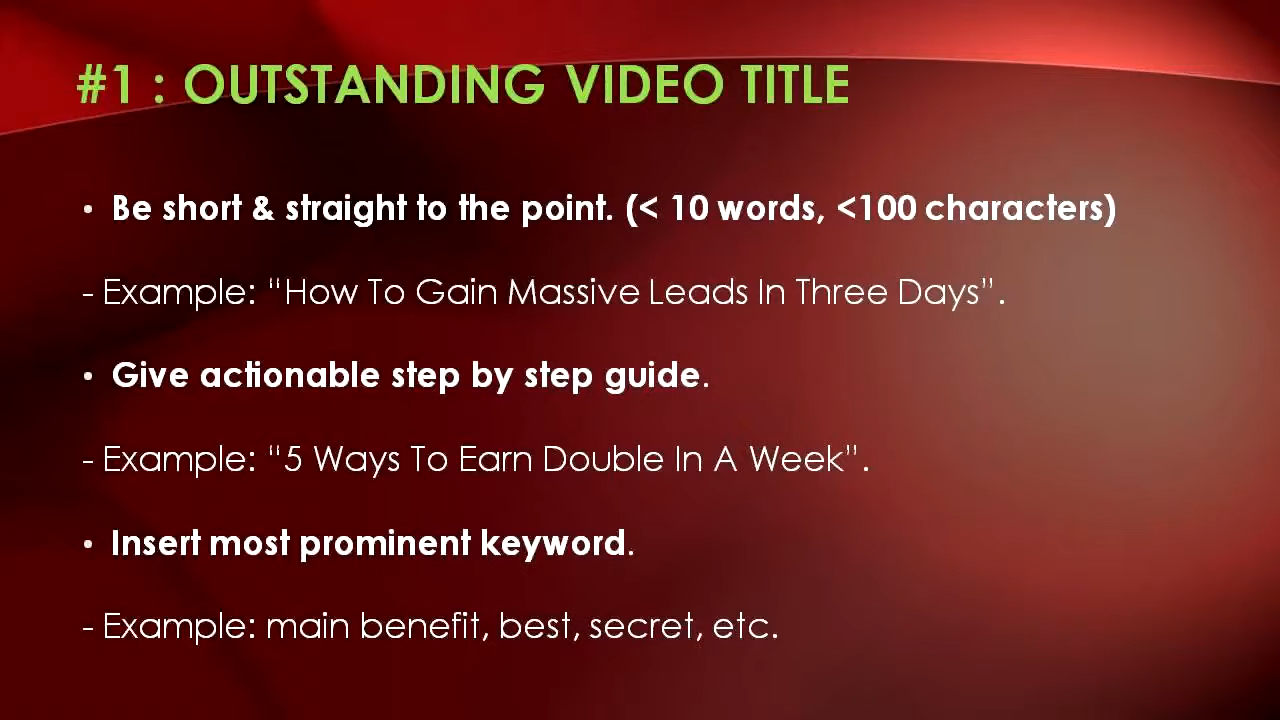 #1 : OUTSTANDING VIDEO TITLE
• Be short & straight to the point. (< 10 words, <100 characters)
- Example: “How To Gain Massive Leads In Three Days”.
• Give actionable step by step guide.
- Example: “5 Ways To Earn Double In A Week”.
• Insert most prominent keyword.
- Example: main benefit, best, secret, etc.